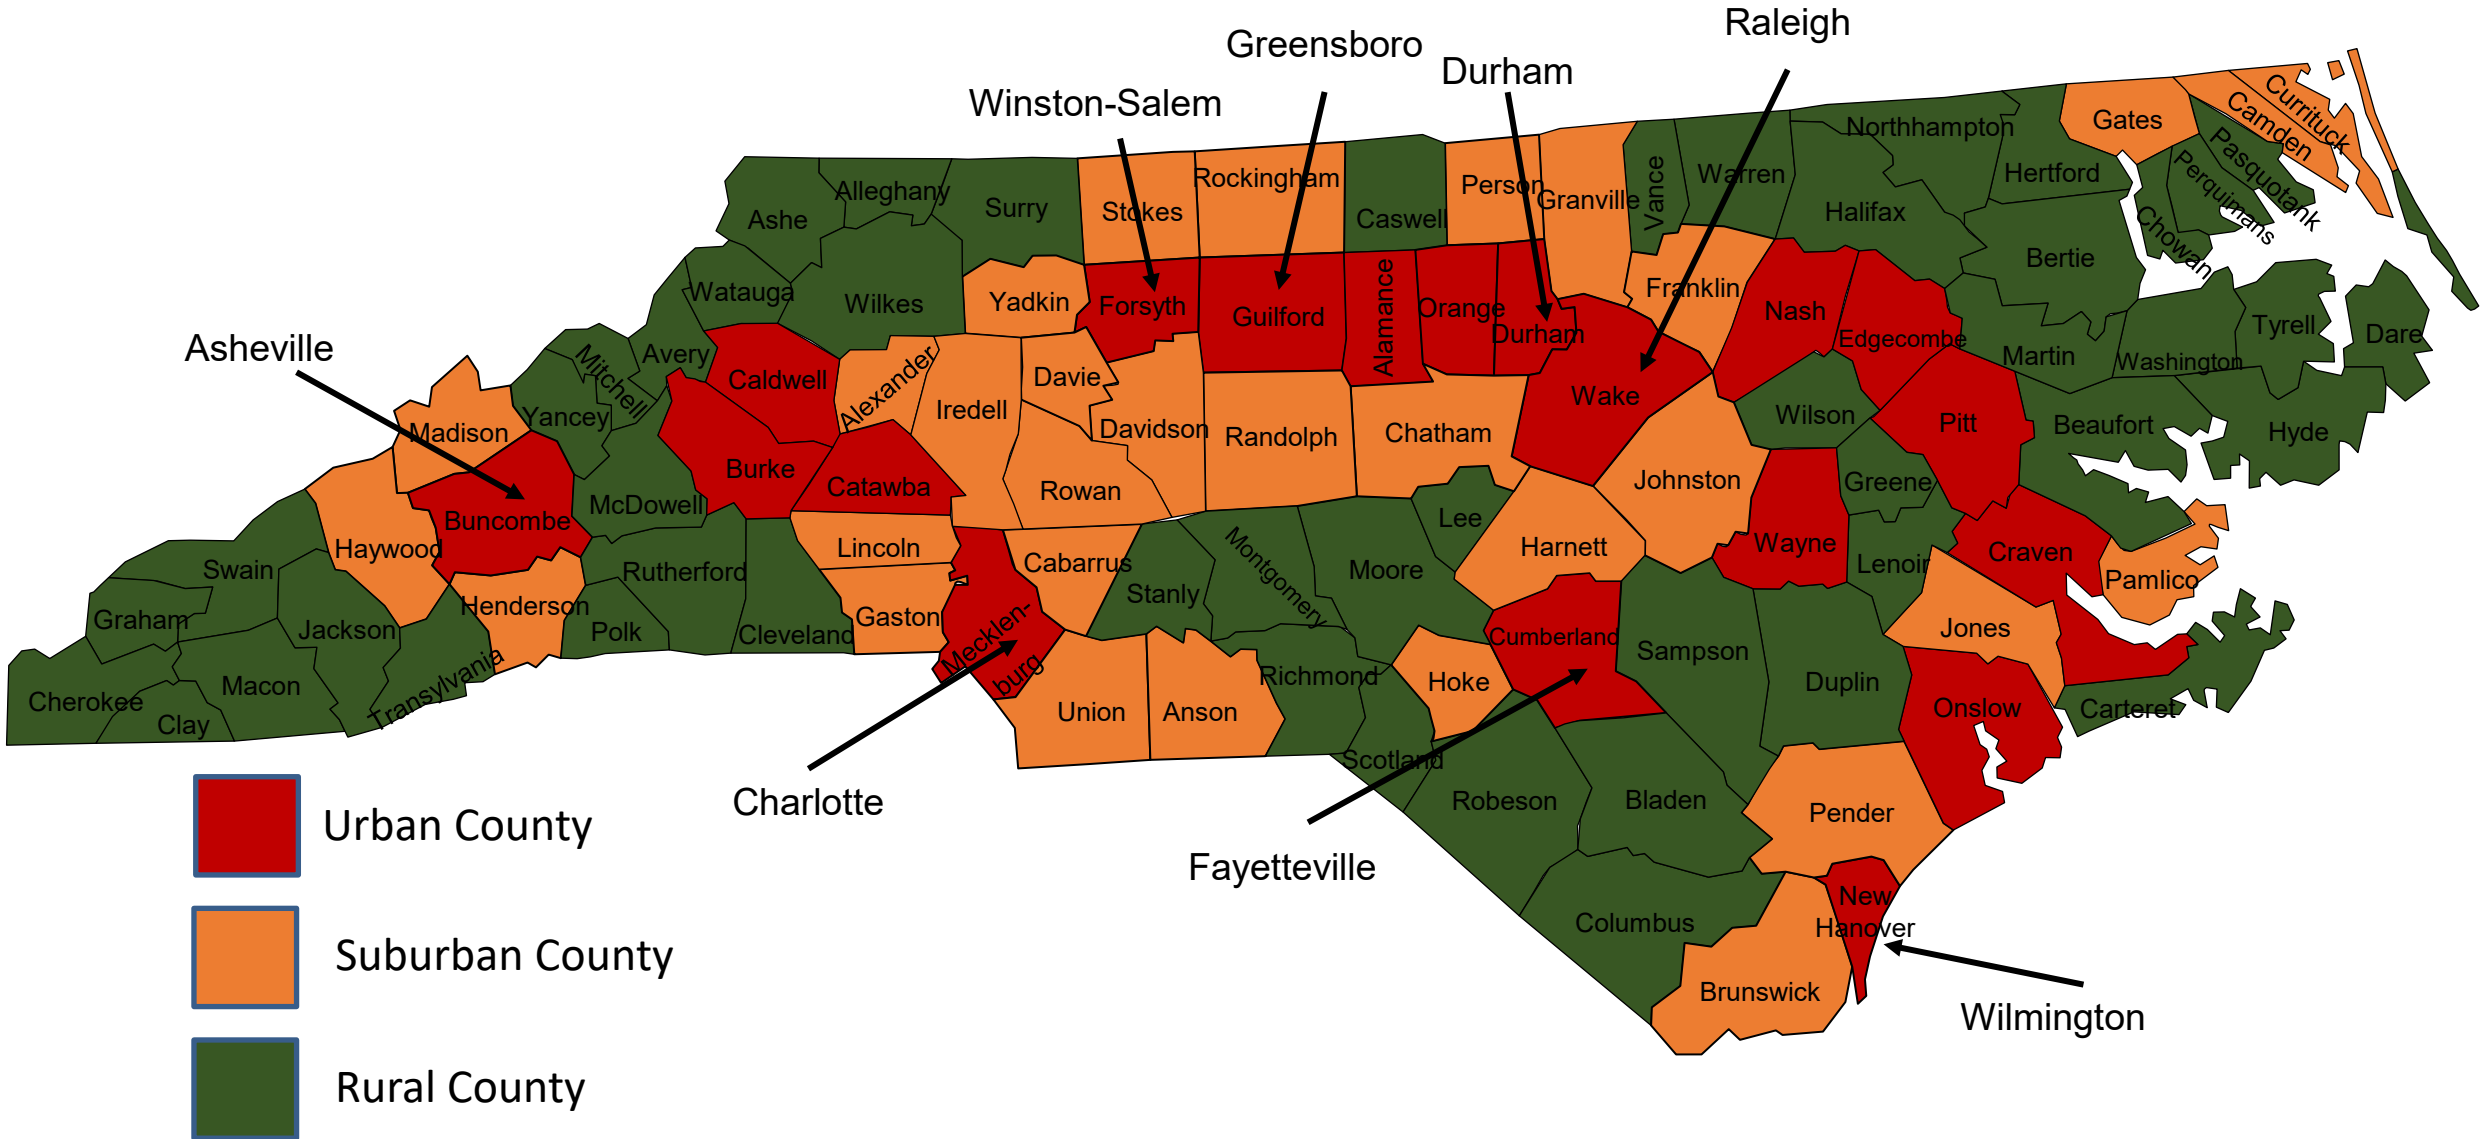 Raleigh
Greensboro
Durham
Winston-Salem
Asheville
Charlotte
Fayetteville
Wilmington
Currituck
Camden
Gates
Northhampton
Pasquotank
Perquimans
Hertford
Chowan
Warren
Vance
Person
Granville
Rockingham
Stokes
Caswell
Halifax
Alleghany
Surry
Ashe
Bertie
Watauga
Wilkes
Yadkin
Forsyth
Guilford
Alamance
Orange
Durham
Franklin
Nash
Edgecombe
Martin
Washington
Tyrell
Dare
Mitchell
Avery
Caldwell
Alexander
Iredell
Davie
Davidson
Randolph
Chatham
Wake
Wilson
Pitt
Beaufort
Hyde
Yancey
Madison
Burke
Catawba
Rowan
Johnston
Greene
McDowell
Buncombe
Haywood
Lincoln
Cabarrus
Montgomery
Moore
Lee
Harnett
Wayne
Lenoir
Craven
Pamlico
Swain
Rutherford
Graham
Jackson
Henderson
Polk
Cleveland
Gaston
Mecklen-
burg
Stanly
Cumberland
Sampson
Jones
Cherokee
Clay
Macon
Transylvania
Union
Anson
Richmond
Hoke
Duplin
Onslow
Carteret
Scotland
Robeson
Bladen
Pender
Columbus
New
Hanover
Brunswick
Urban County
Suburban County
Rural County